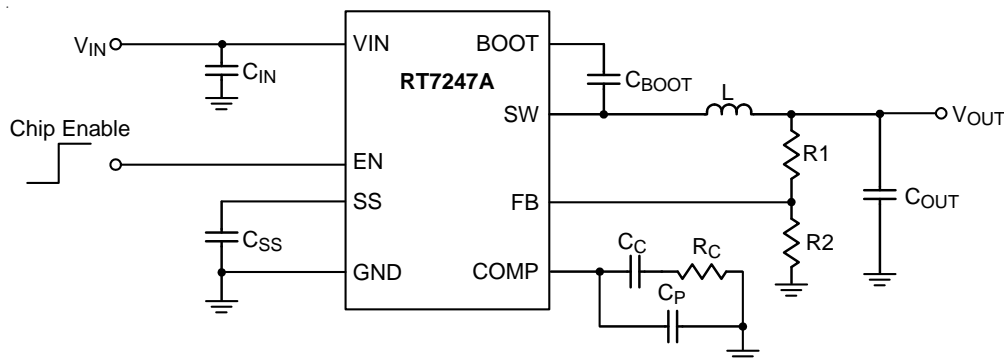 VIN
VIN
BOOT
CIN
RT7247A
CBOOT
L
SW
VOUT
Chip Enable
R1
EN
SS
FB
COUT
CSS
R2
CC
RC
GND
COMP
CP